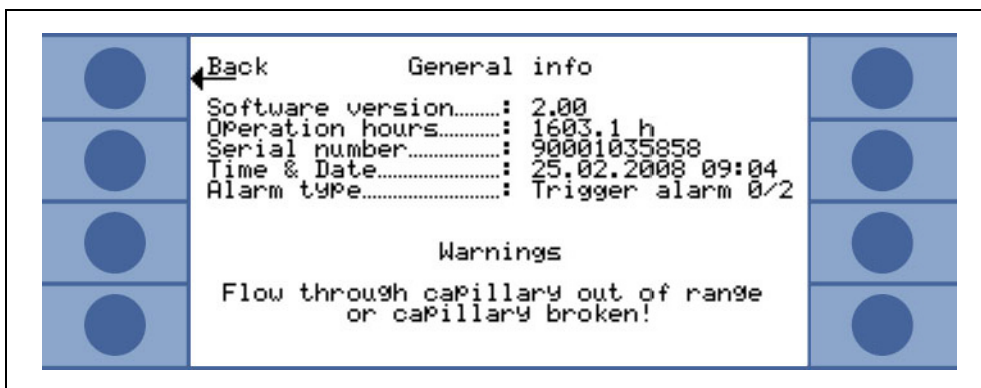 Back General info
Software version........: 2.00
Operation hours..........: 1603.1 h
Serial number...............: 90001035858
Time & Date....................: 25.02.2008 09:04
Alarm type......................: Trigger alarm 0/2
Warnings
Flow through capillary out of range
or capillary broken!